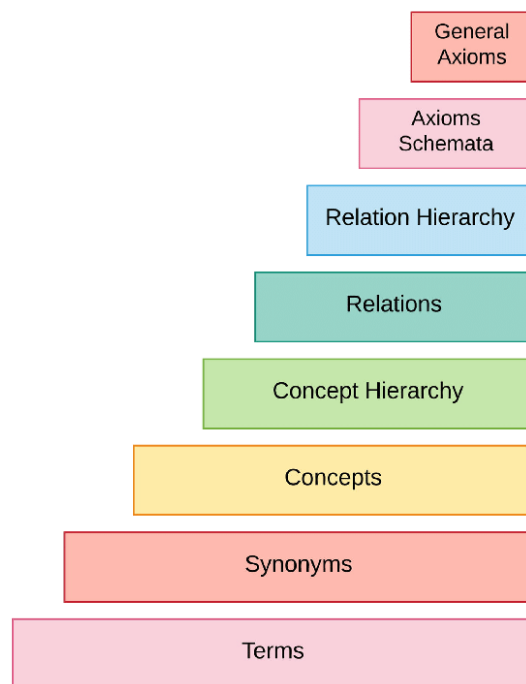 General
Axioms
Axioms
Schemata
Relation Hierarchy
Relations
Concept Hierarchy
Concepts
Synonyms
Terms